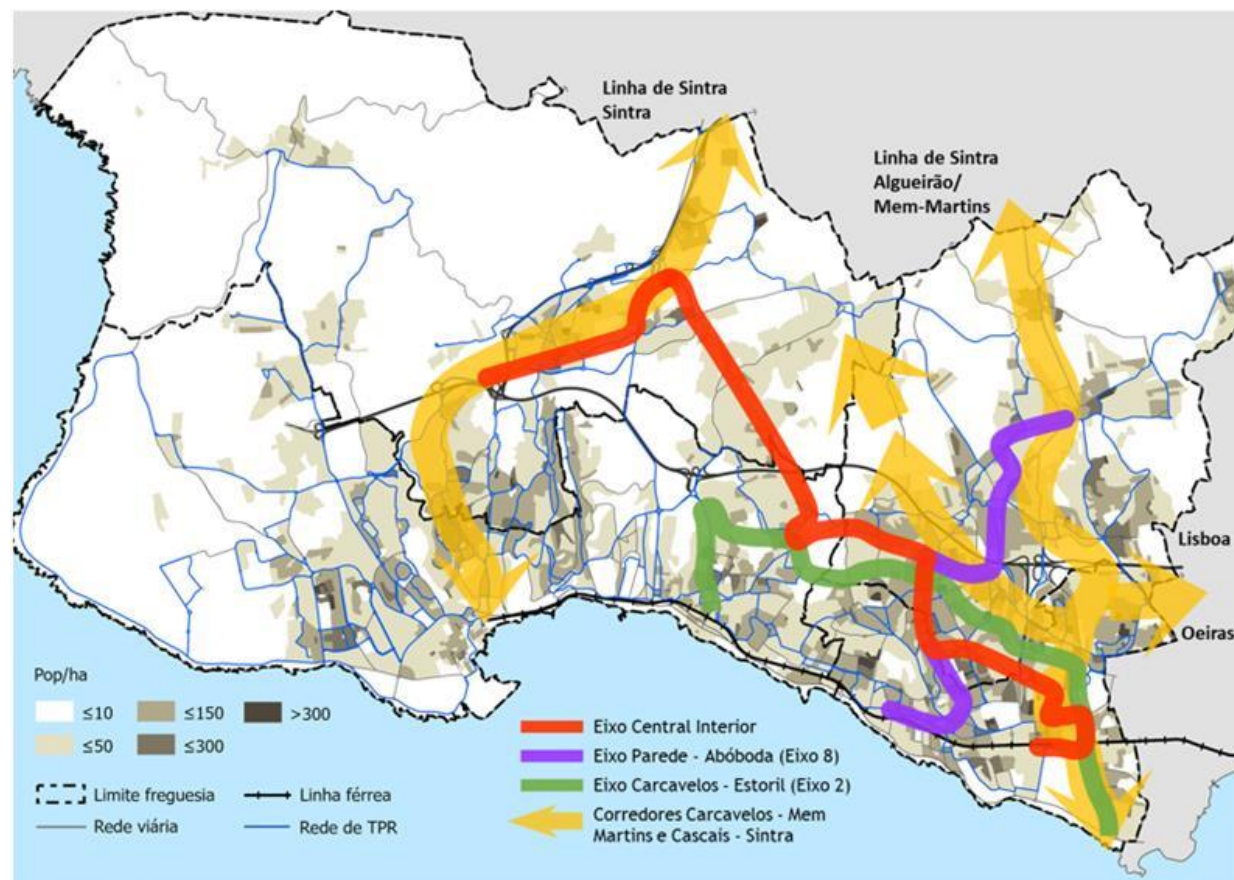 Linha de Sintra
Sintra
Linha de Sintra
Algueirão/
Mem-Martins
Lisboa
Oeiras
Pop/ha
≤10
≤150
>300
≤50
≤300
Limite freguesia
Linha férrea
Rede viária
Rede de TPR
Eixo Central Interior
Eixo Parede - Abóboda (Eixo 8)
Eixo Carcavelos - Estoril (Eixo 2)
Corredores Carcavelos - Mem
Martins e Cascais - Sintra